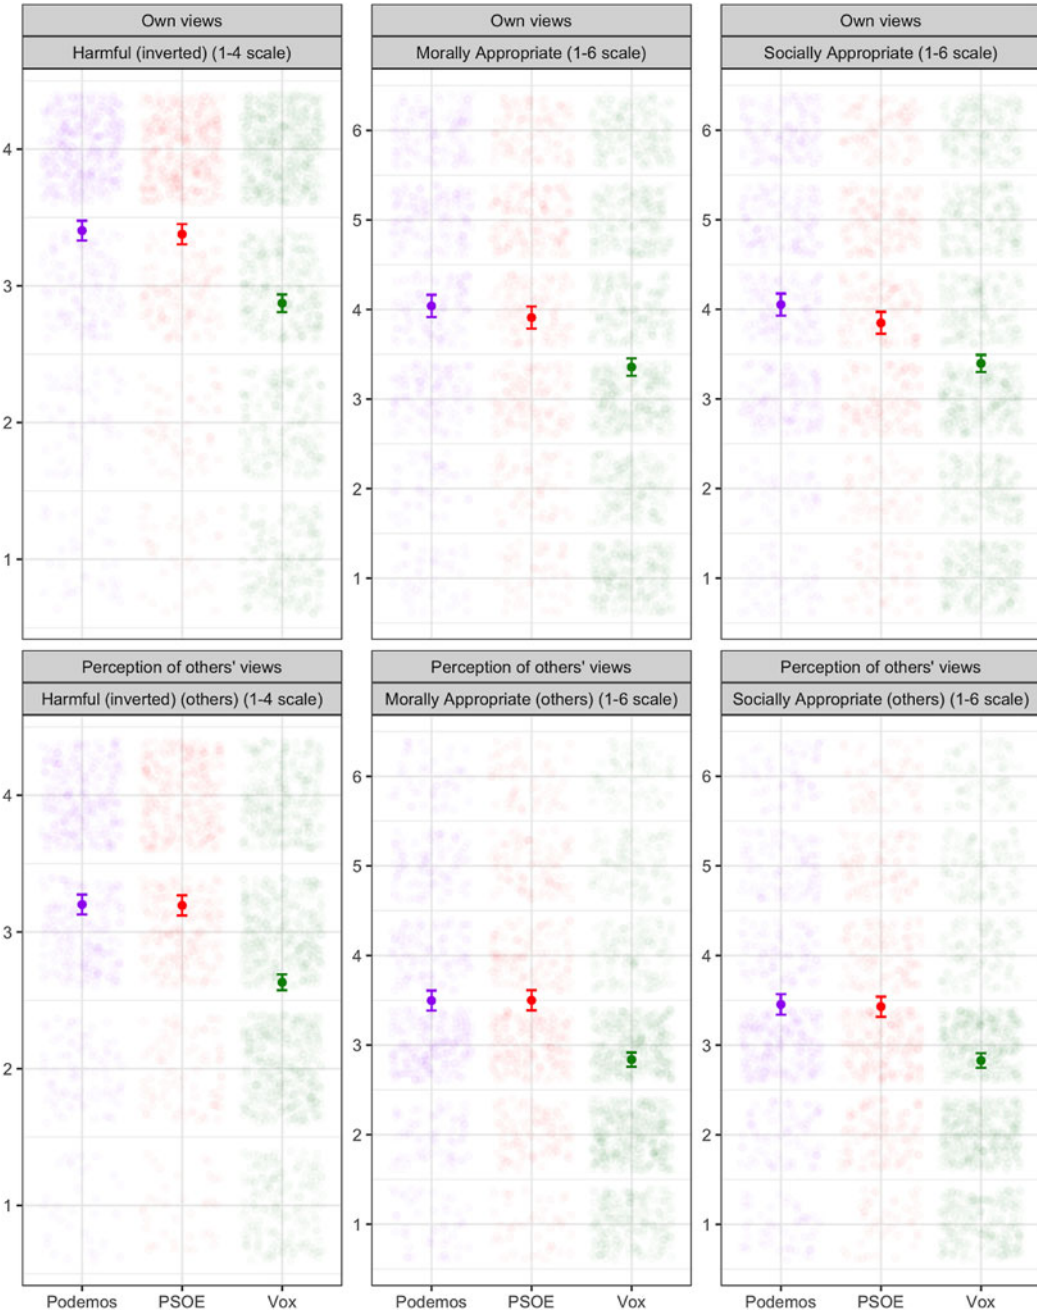 Own views
Own views
Own views
Harmful (inverted) (1-4 scale)
Morally Appropriate (1-6 scale)
Socially Appropriate (1-6 scale)
4
3
2
1
6
5
4
3
2
1
6
5
4
3
2
1
Perception of others' views
Perception of others' views
Perception of others' views
Harmful (inverted) (others) (1-4 scale)
Morally Appropriate (others) (1-6 scale)
Socially Appropriate (others) (1-6 scale)
4
3
2
1
6
5
4
3
2
1
6
5
4
3
2
1
Podemos PSOE Vox
Podemos PSOE Vox
Podemos PSOE Vox